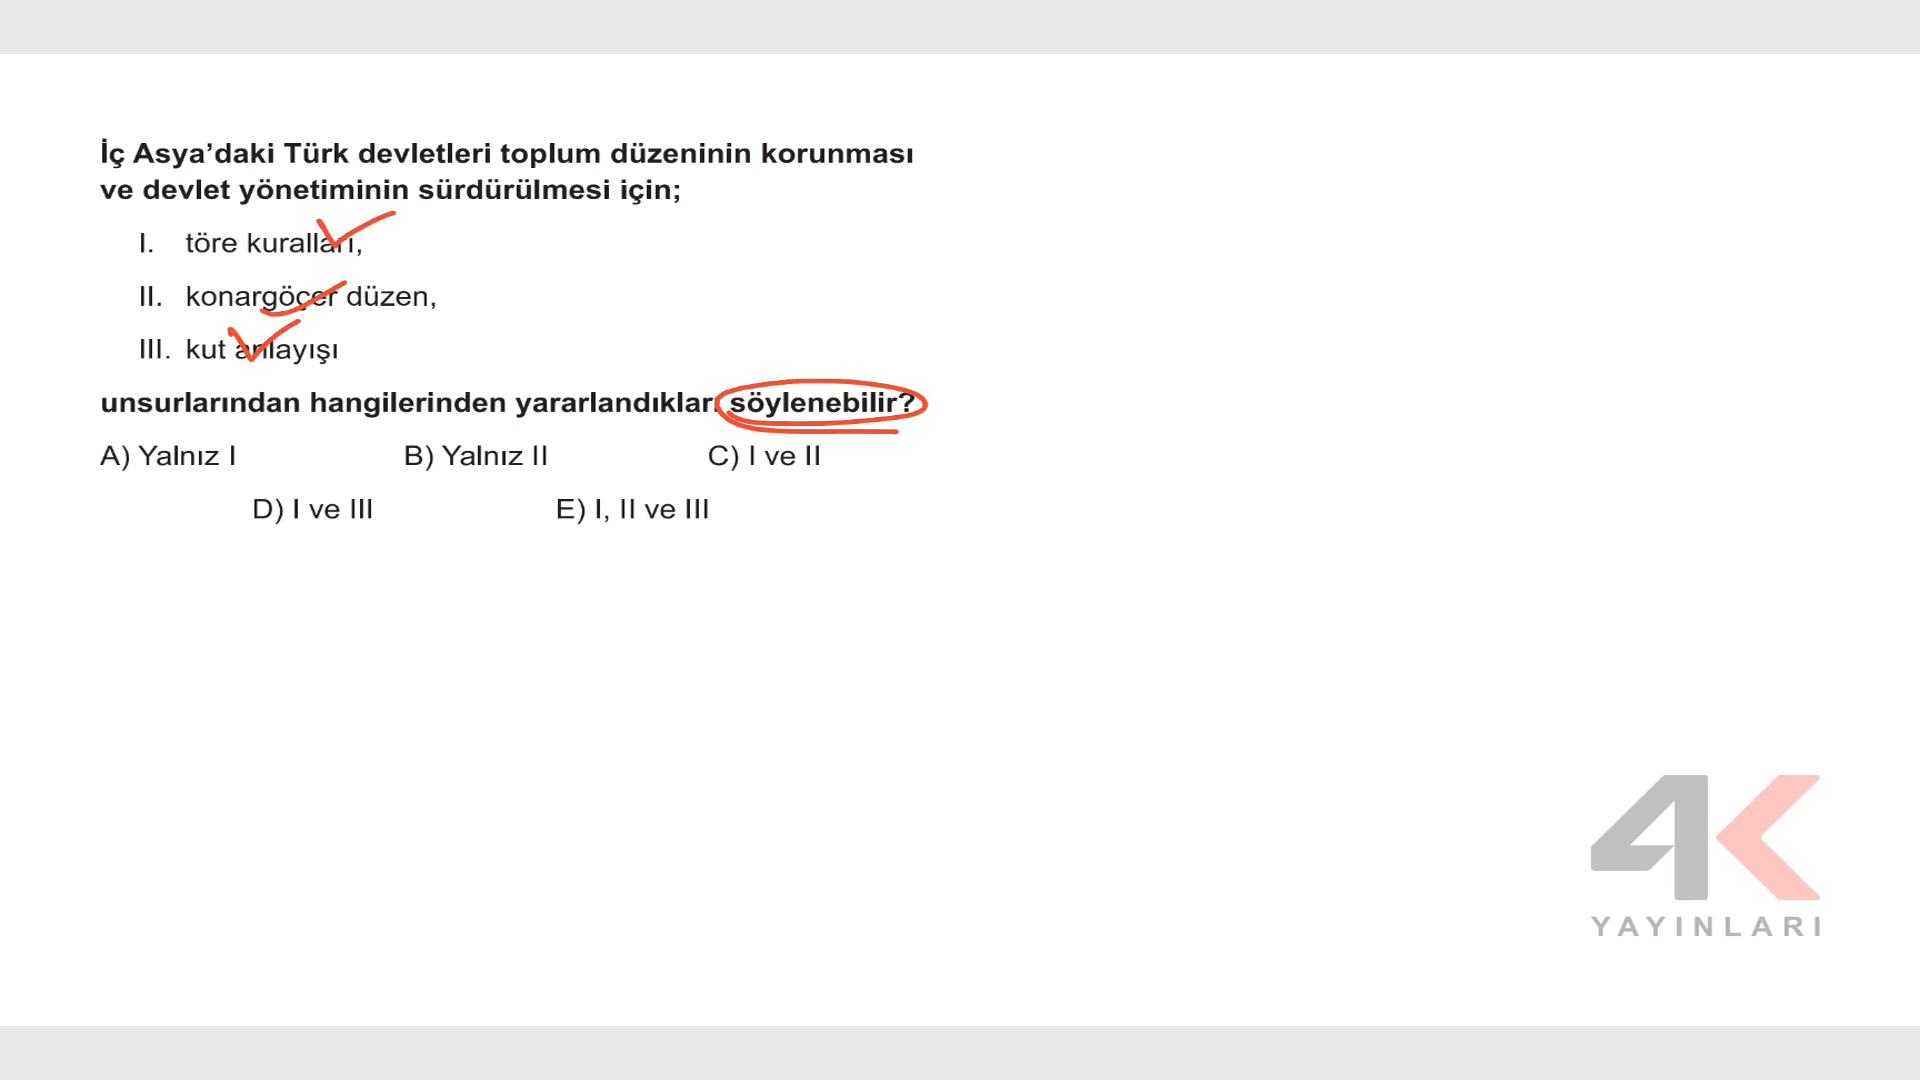 İç Asya’daki Türk devletleri toplum düzeninin korunması
ve devlet yönetiminin sürdürülmesi için;
I. töre kuralları,
II. konargöçer düzen,
III. kut anlayışı
unsurlarından hangilerinden yararlandıkları söylenebilir?
A) Yalnız I B) Yalnız II C) I ve II
D) I ve III E) I, II ve III
4K
YAYINLARI